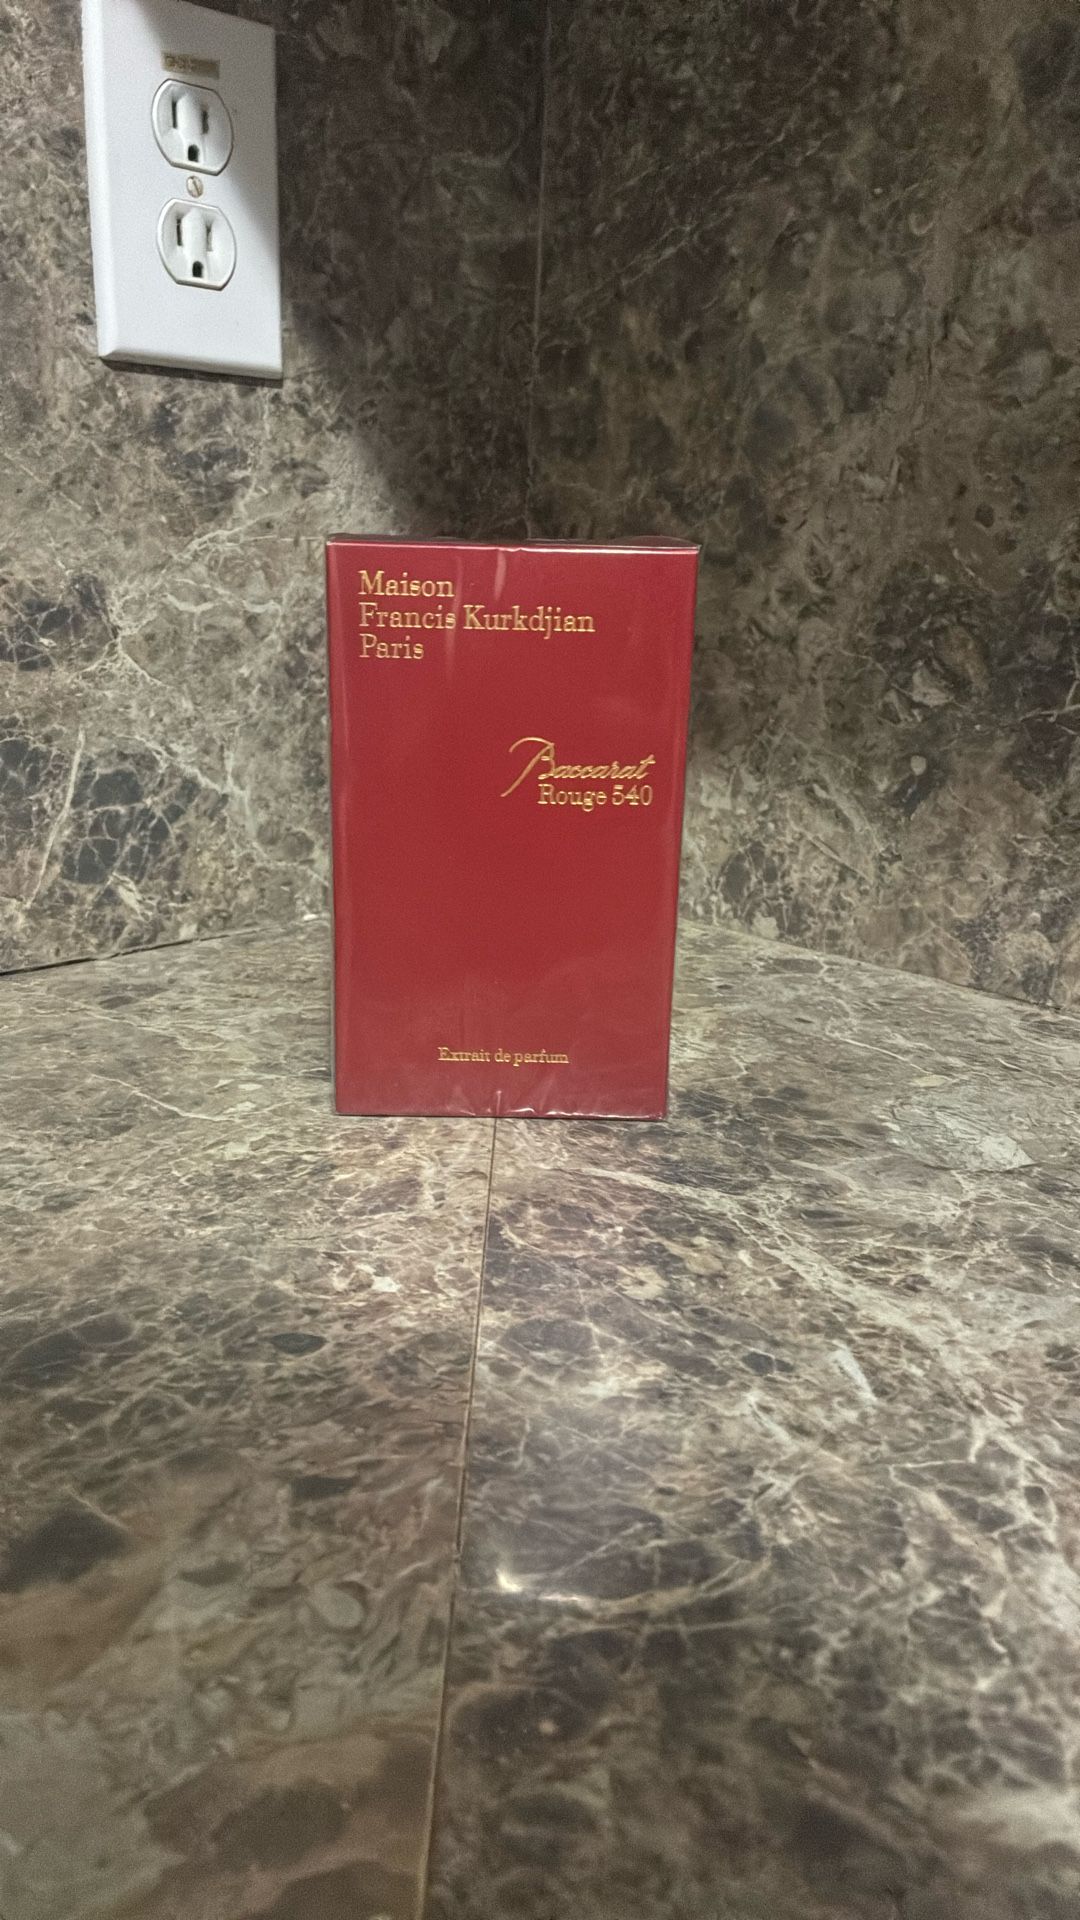 Maison
Francis Kurkdjian
Paris
Baccarat
Rouge 540
Extrait de parfum